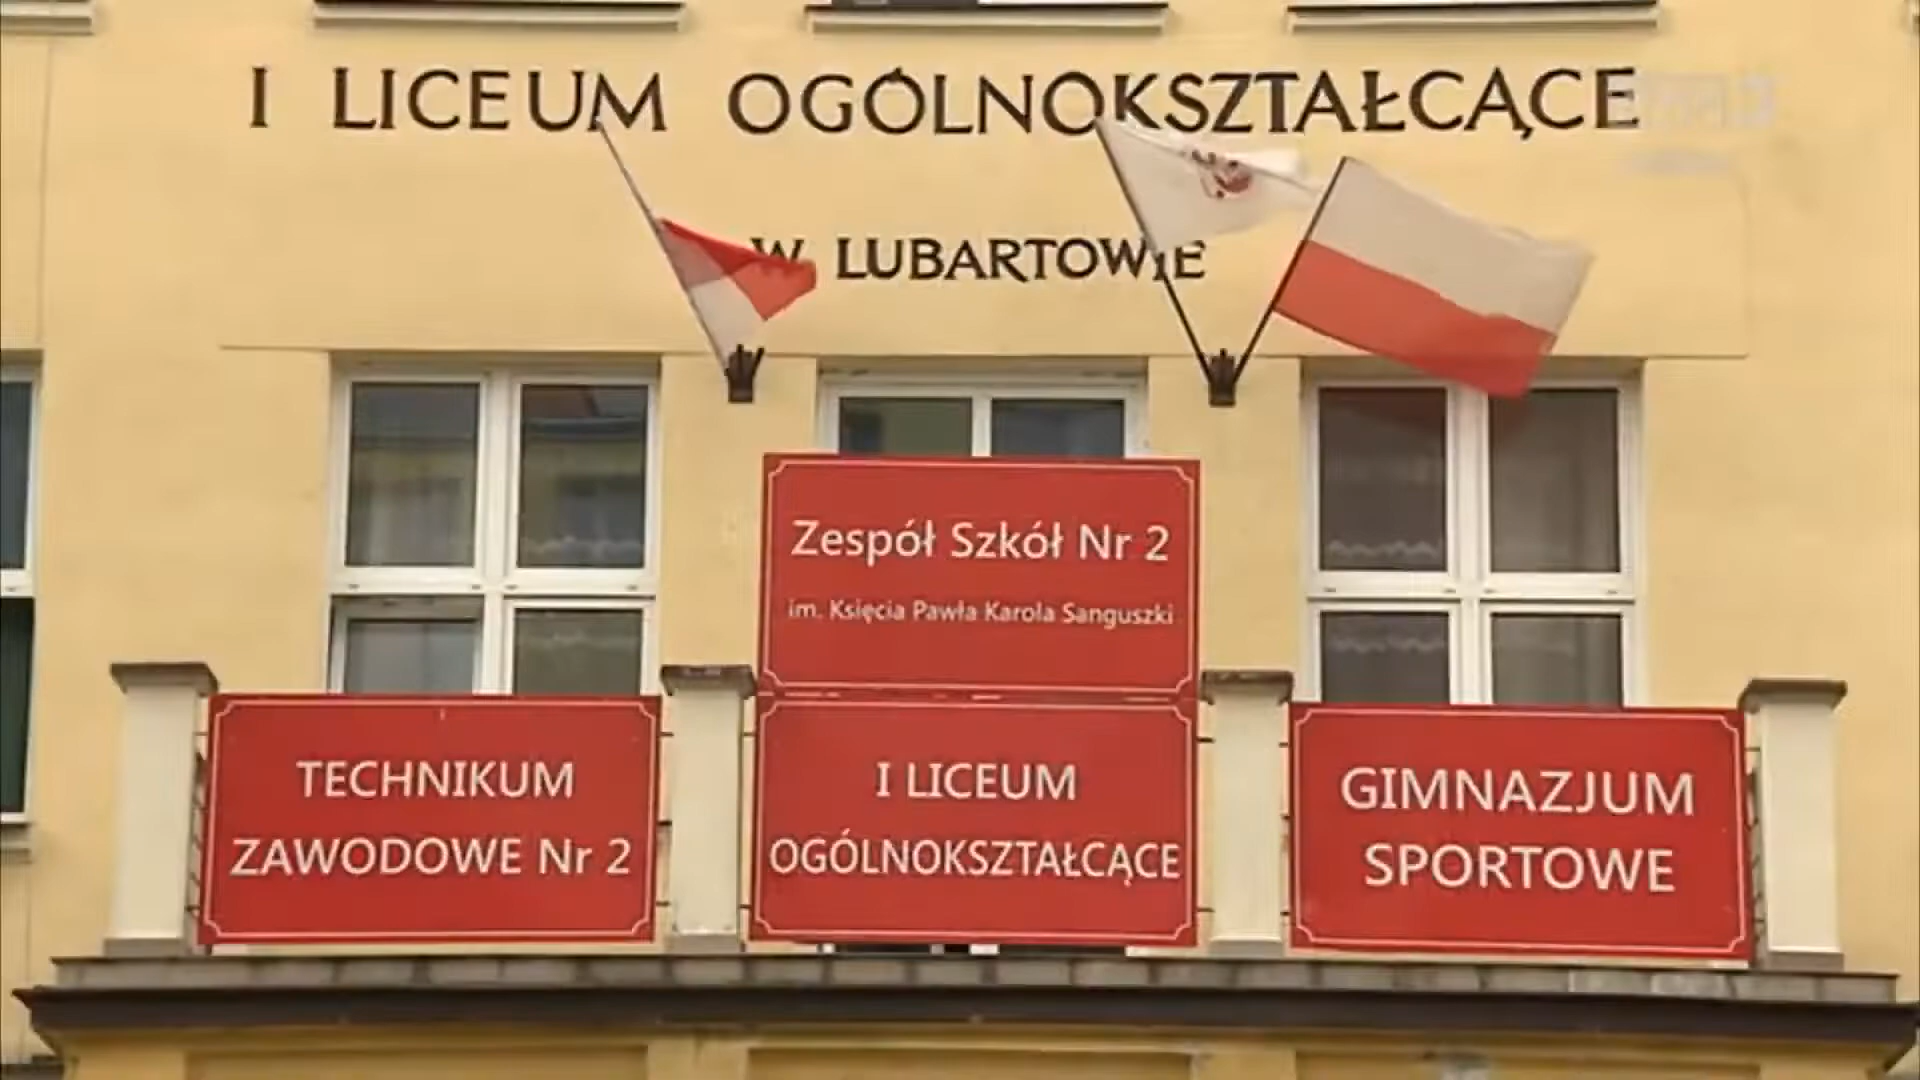 I LICEUM OGÓLNOKSZTAŁCĄCE
W LUBARTOWIE
Zespół Szkół Nr 2
im. Księcia Pawła Karola Sanguszki
TECHNIKUM
ZAWODOWE Nr 2
I LICEUM
OGÓLNOKSZTAŁCĄCE
GIMNAZJUM
SPORTOWE